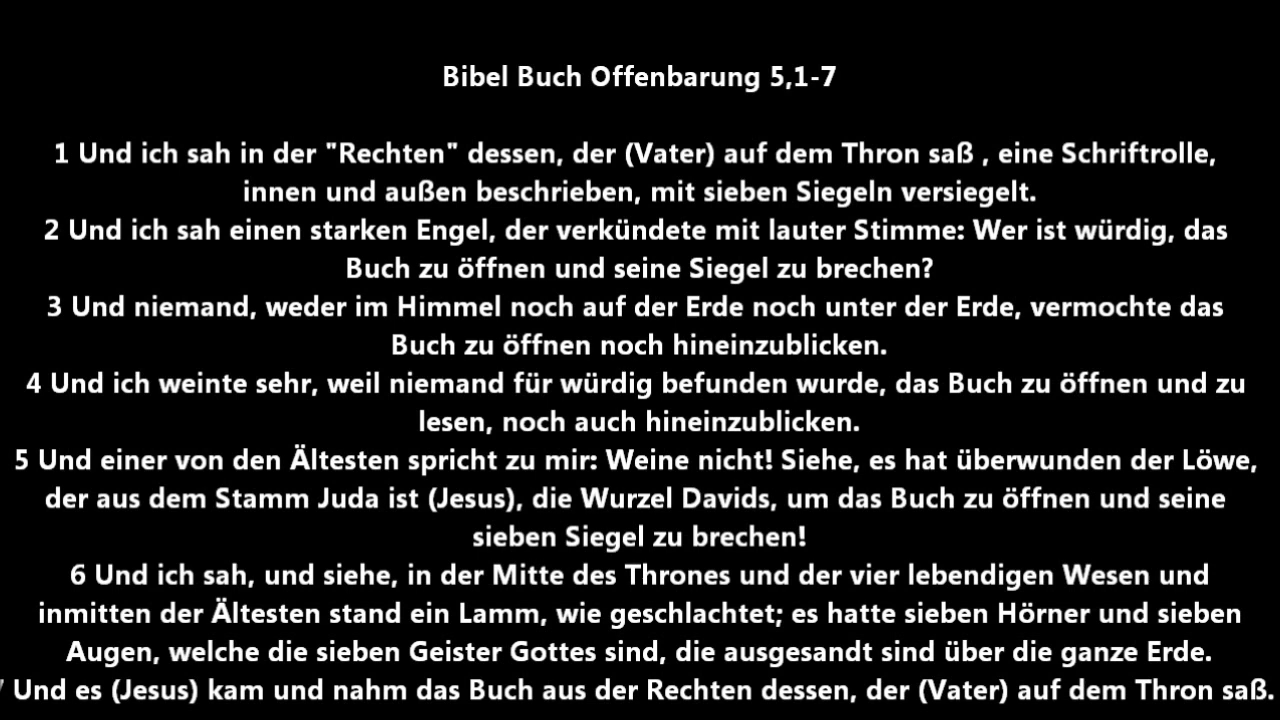 Bibel Buch Offenbarung 5,1-7
1 Und ich sah in der "Rechten" dessen, der (Vater) auf dem Thron saß , eine Schriftrolle,
innen und außen beschrieben, mit sieben Siegeln versiegelt.
2 Und ich sah einen starken Engel, der verkündete mit lauter Stimme: Wer ist würdig, das
Buch zu öffnen und seine Siegel zu brechen?
3 Und niemand, weder im Himmel noch auf der Erde noch unter der Erde, vermochte das
Buch zu öffnen noch hineinzublicken.
4 Und ich weinte sehr, weil niemand für würdig befunden wurde, das Buch zu öffnen und zu
lesen, noch auch hineinzublicken.
5 Und einer von den Ältesten spricht zu mir: Weine nicht! Siehe, es hat überwunden der Löwe,
der aus dem Stamm Juda ist (Jesus), die Wurzel Davids, um das Buch zu öffnen und seine
sieben Siegel zu brechen!
6 Und ich sah, und siehe, in der Mitte des Thrones und der vier lebendigen Wesen und
inmitten der Ältesten stand ein Lamm, wie geschlachtet; es hatte sieben Hörner und sieben
Augen, welche die sieben Geister Gottes sind, die ausgesandt sind über die ganze Erde.
7 Und es (Jesus) kam und nahm das Buch aus der Rechten dessen, der (Vater) auf dem Thron saß.